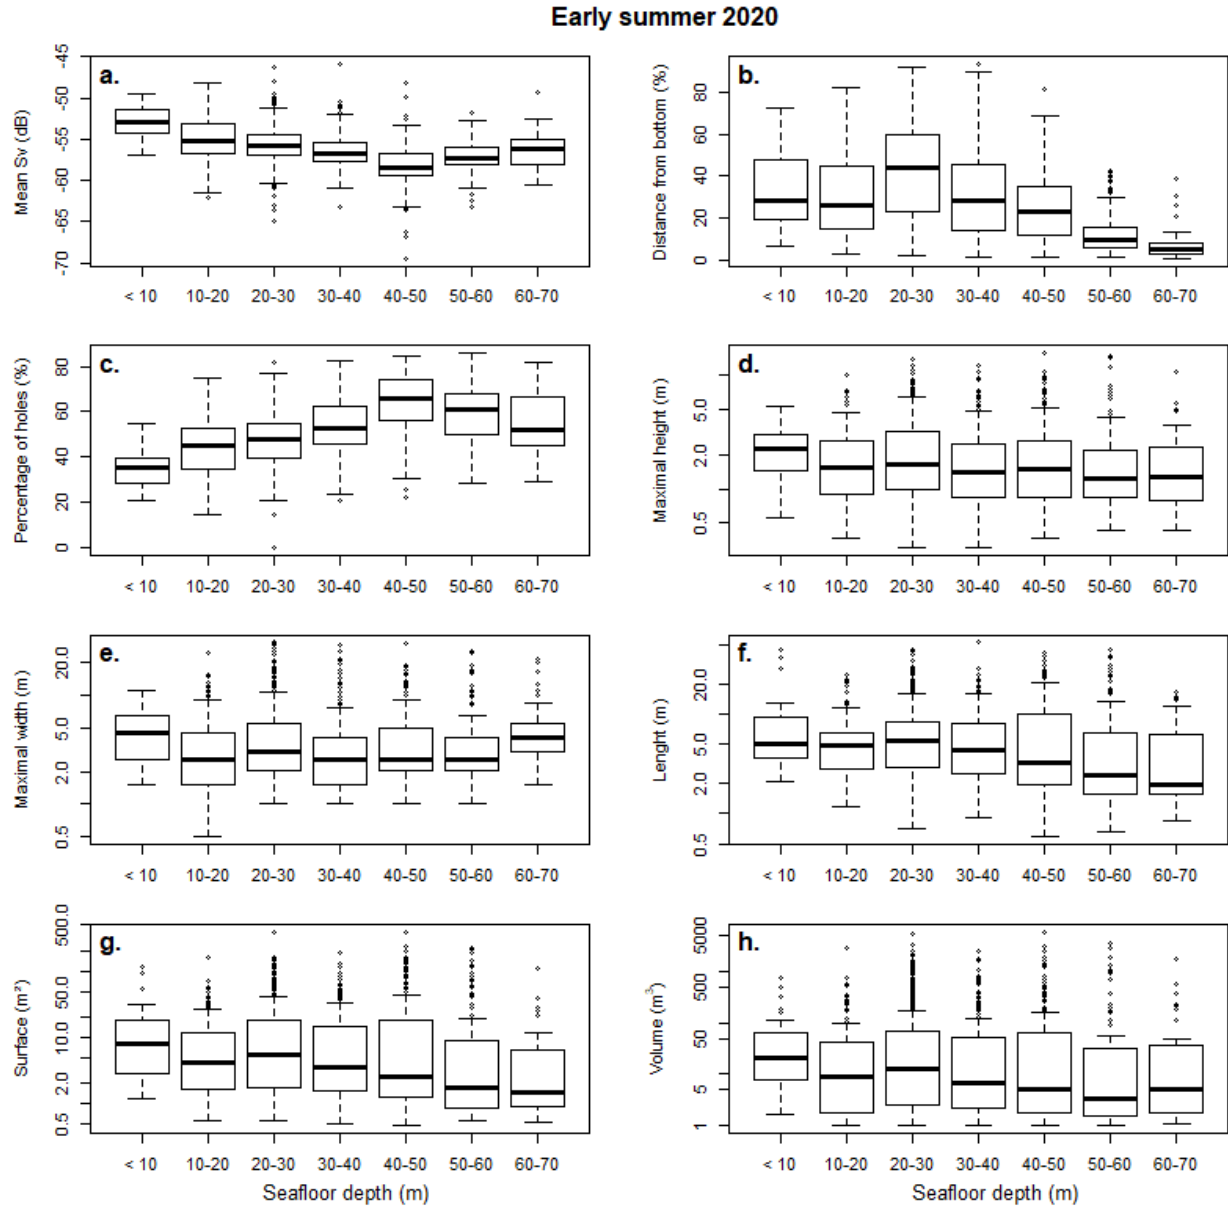 Early summer 2020
a.
Mean Sv (dB)
-45
-50
-55
-60
-65
-70
< 10 10-20 20-30 30-40 40-50 50-60 60-70
b.
Distance from bottom (%)
80
60
40
20
0
< 10 10-20 20-30 30-40 40-50 50-60 60-70
c.
Percentage of holes (%)
80
60
40
20
0
< 10 10-20 20-30 30-40 40-50 50-60 60-70
d.
Maximal height (m)
5.0
2.0
0.5
< 10 10-20 20-30 30-40 40-50 50-60 60-70
e.
Maximal width (m)
20.0
5.0
2.0
0.5
< 10 10-20 20-30 30-40 40-50 50-60 60-70
f.
Lenght (m)
20.0
5.0
2.0
0.5
< 10 10-20 20-30 30-40 40-50 50-60 60-70
g.
Surface (m²)
500.0
50.0
10.0
2.0
0.5
< 10 10-20 20-30 30-40 40-50 50-60 60-70
Seafloor depth (m)
h.
Volume (m³)
5000
500
50
5
1
< 10 10-20 20-30 30-40 40-50 50-60 60-70
Seafloor depth (m)